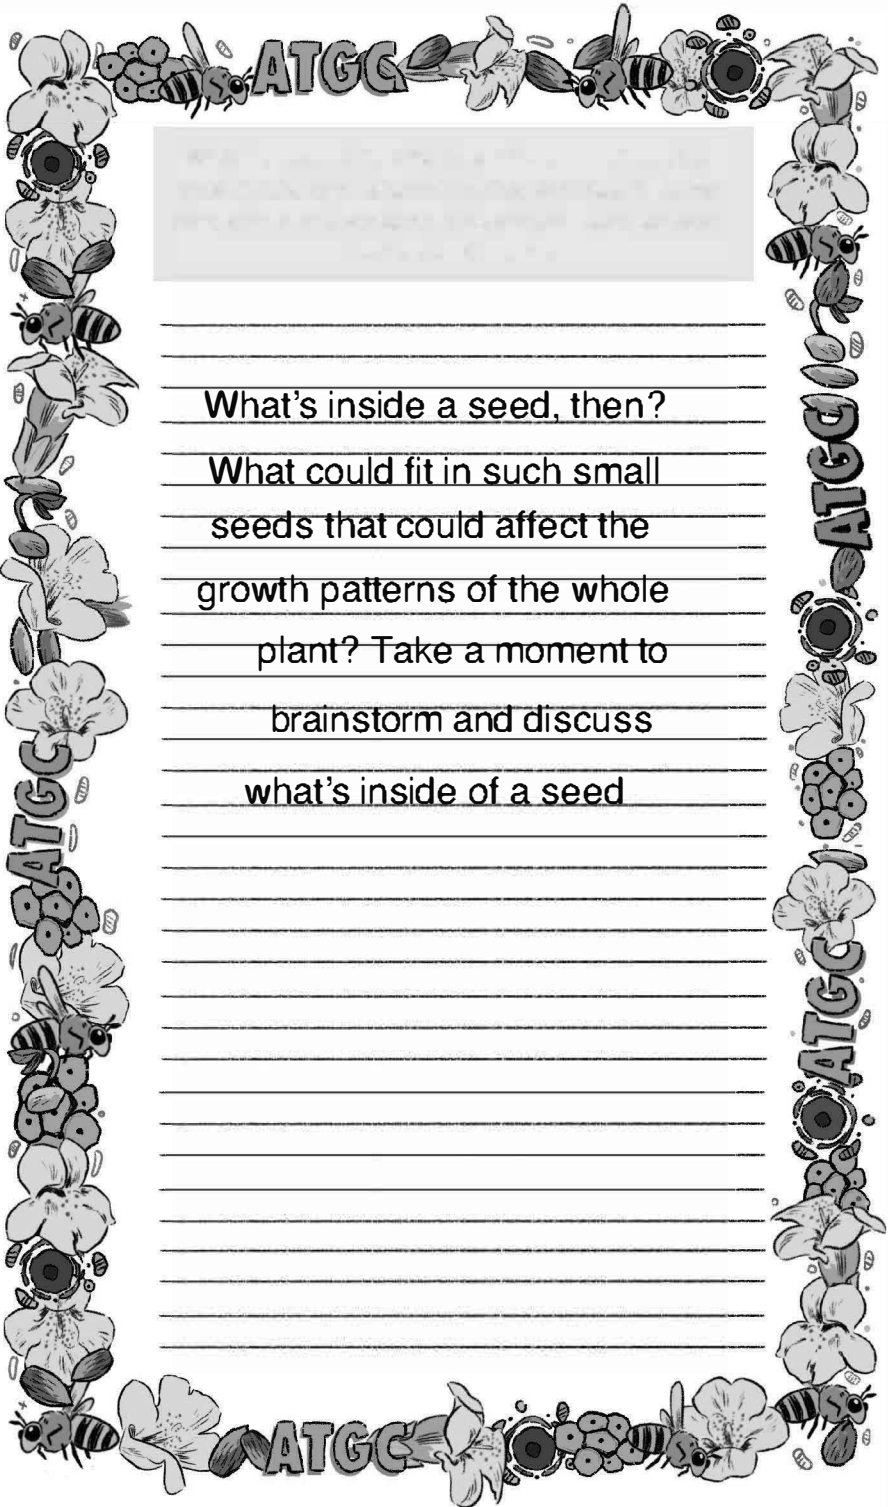 ATGC
What's inside a seed, then?
What could fit in such small
seeds that could affect the
growth patterns of the whole
plant? Take a moment to
brainstorm and discuss
what's inside of a seed
ATGC
ATGC
ATGC
ATGC